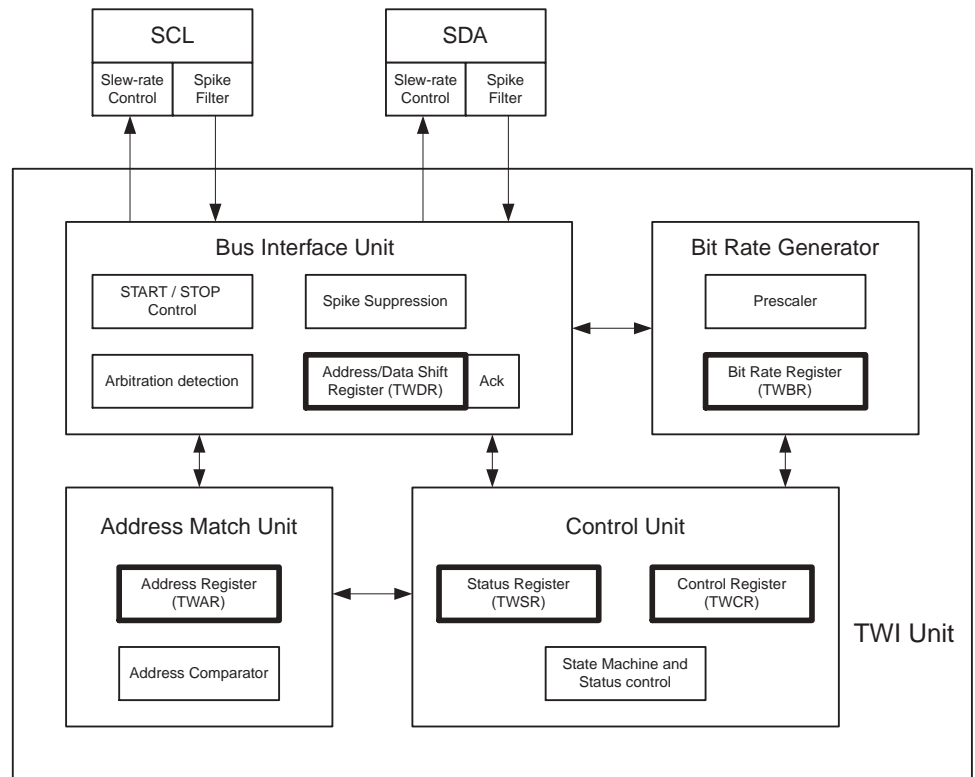 SCL
SDA
Slew-rate
Control
Spike
Filter
Slew-rate
Control
Spike
Filter
Bus Interface Unit
START / STOP
Control
Spike Suppression
Arbitration detection
Address/Data Shift
Register (TWDR)
Ack
Bit Rate Generator
Prescaler
Bit Rate Register
(TWBR)
Address Match Unit
Address Register
(TWAR)
Address Comparator
Control Unit
Status Register
(TWSR)
Control Register
(TWCR)
State Machine and
Status control
TWI Unit